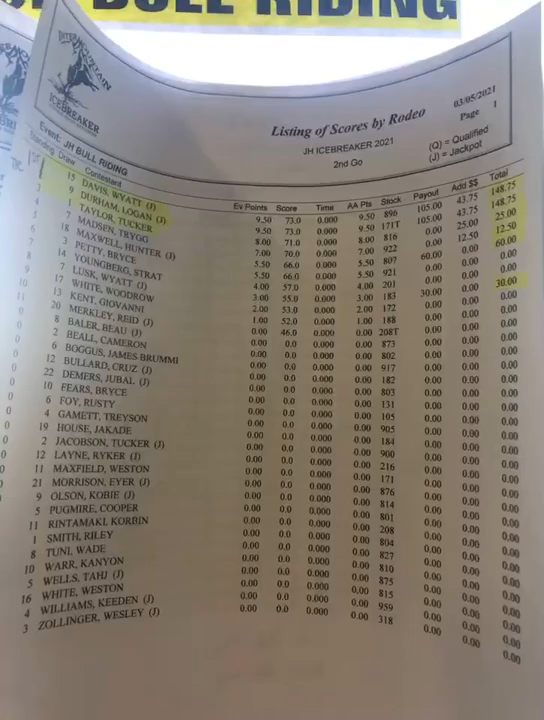 BULL RIDING
INTERMOUNTAIN
ICEBREAKER
Listing of Scores by Rodeo
03/05/2021
Page 1
JH ICEBREAKER 2021
2nd Go
(Q) = Qualified
(J) = Jackpot
Event: JH BULL RIDING
Standing Draw Contestant Ev Points Score Time AA Pts Stock Payout Add $$ Total
15 DAVIS, WYATT (J) 9.50 73.0 0.000 9.50 896 105.00 43.75 148.75
9 DURHAM, LOGAN (J) 9.50 73.0 0.000 9.50 171T 105.00 43.75 148.75
1 TAYLOR, TUCKER 8.00 71.0 0.000 8.00 816 0.00 25.00 25.00
7 MADSEN, TRYGG 7.00 70.0 0.000 7.00 922 0.00 12.50 12.50
18 MAXWELL, HUNTER (J) 5.50 66.0 0.000 5.50 807 60.00 0.00 60.00
3 PETTY, BRYCE 5.50 66.0 0.000 5.50 921 0.00 0.00 0.00
14 YOUNGBERG, STRAT 4.00 57.0 0.000 4.00 201 0.00 0.00 0.00
7 LUSK, WYATT (J) 3.00 55.0 0.000 3.00 183 30.00 0.00 30.00
17 WHITE, WOODROW 2.00 53.0 0.000 2.00 172 0.00 0.00 0.00
13 KENT, GIOVANNI 1.00 52.0 0.000 1.00 188 0.00 0.00 0.00
20 MERKLEY, REID (J) 0.00 46.0 0.000 0.00 208T 0.00 0.00 0.00
8 BALER, BEAU (J) 0.00 0.0 0.000 0.00 873 0.00 0.00 0.00
2 BEALL, CAMERON 0.00 0.0 0.000 0.00 802 0.00 0.00 0.00
6 BOGGUS, JAMES BRUMMI 0.00 0.0 0.000 0.00 917 0.00 0.00 0.00
12 BULLARD, CRUZ (J) 0.00 0.0 0.000 0.00 182 0.00 0.00 0.00
22 DEMERS, JUBAL (J) 0.00 0.0 0.000 0.00 803 0.00 0.00 0.00
10 FEARS, BRYCE 0.00 0.0 0.000 0.00 131 0.00 0.00 0.00
6 FOY, RUSTY 0.00 0.0 0.000 0.00 105 0.00 0.00 0.00
4 GAMETT, TREYSON 0.00 0.0 0.000 0.00 905 0.00 0.00 0.00
19 HOUSE, JAKADE 0.00 0.0 0.000 0.00 184 0.00 0.00 0.00
2 JACOBSON, TUCKER (J) 0.00 0.0 0.000 0.00 900 0.00 0.00 0.00
12 LAYNE, RYKER (J) 0.00 0.0 0.000 0.00 216 0.00 0.00 0.00
11 MAXFIELD, WESTON 0.00 0.0 0.000 0.00 171 0.00 0.00 0.00
21 MORRISON, EYER (J) 0.00 0.0 0.000 0.00 876 0.00 0.00 0.00
9 OLSON, KOBIE (J) 0.00 0.0 0.000 0.00 814 0.00 0.00 0.00
5 PUGMIRE, COOPER 0.00 0.0 0.000 0.00 801 0.00 0.00 0.00
11 RINTAMAKI, KORBIN 0.00 0.0 0.000 0.00 208 0.00 0.00 0.00
1 SMITH, RILEY 0.00 0.0 0.000 0.00 804 0.00 0.00 0.00
8 TUNI, WADE 0.00 0.0 0.000 0.00 827 0.00 0.00 0.00
10 WARR, KANYON 0.00 0.0 0.000 0.00 810 0.00 0.00 0.00
5 WELLS, TAHJ (J) 0.00 0.0 0.000 0.00 875 0.00 0.00 0.00
16 WHITE, WESTON 0.00 0.0 0.000 0.00 815 0.00 0.00 0.00
4 WILLIAMS, KEEDEN (J) 0.00 0.0 0.000 0.00 959 0.00 0.00 0.00
3 ZOLLINGER, WESLEY (J) 0.00 0.0 0.000 0.00 318 0.00 0.00 0.00